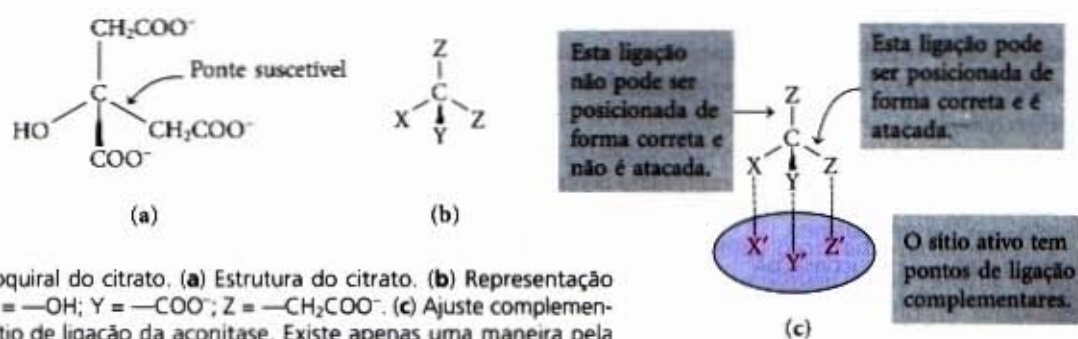 CH₂COO⁻
Ponte suscetível
C
HO
CH₂COO⁻
COO⁻
(a)
Z
C
X
Z
Y
(b)
Esta ligação
não pode ser
posicionada de
forma correta e
não é atacada.
Esta ligação pode
ser posicionada de
forma correta e é
atacada.
Z
C
X
Y
Z
X'
Y'
Z'
O sítio ativo tem
pontos de ligação
complementares.
(c)
oquiral do citrato. (a) Estrutura do citrato. (b) Representação
= —OH; Y = —COO⁻; Z = —CH₂COO⁻. (c) Ajuste complemen-
tio de ligação da aconitase. Existe apenas uma maneira pela